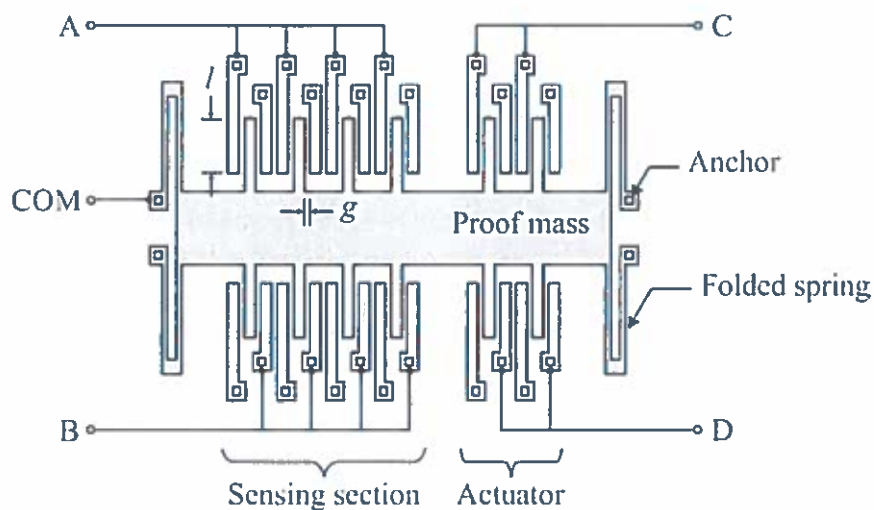 A
C
l
Anchor
COM
g
Proof mass
Folded spring
B
D
Sensing section
Actuator